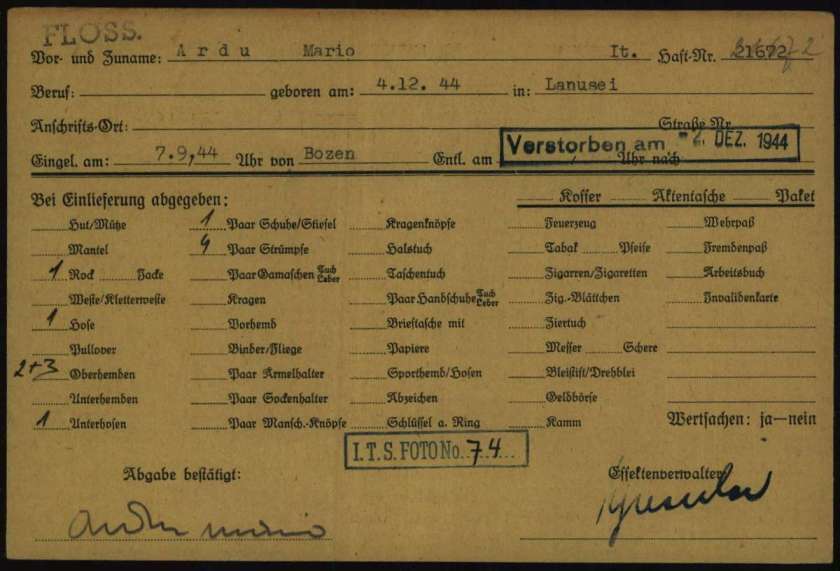 FLOSS.
Vor- und Zuname: Ardu Mario It. Haft-Nr. 21672
Beruf: geboren am: 4.12. 44 in: Lanusei
Anschrifts-Ort: Straße Nr.
Eingel. am: 7.9,44 Uhr von Bozen Entl. am Uhr nach
Verstorben am DEZ. 1944
Bei Einlieferung abgegeben: Koffer Aktentasche Paket
Hut/Mütze 1 Paar Schuhe/Stiefel Kragenknöpfe Feuerzeug Wehrpaß
Mantel 4 Paar Strümpfe Halstuch Tabak Pfeife Fremdenpaß
1 Rock Jacke Paar Gamaschen Tuch Leder Taschentuch Zigarren/Zigaretten Arbeitsbuch
Weste/Kletterweste Kragen Paar Handschuhe Tuch Leder Zig.-Blättchen Invalidenkarte
1 Hose Vorhemd Brieftasche mit Ziertuch
Pullover Binder/Fliege Papiere Messer Schere
2+3 Oberhemden Paar Ärmelhalter Sporthemd/Hosen Bleistift/Drehblei
Unterhemden Paar Sockenhalter Abzeichen Geldbörse
1 Unterhosen Paar Mansch.-Knöpfe Schlüssel a. Ring Kamm Wertsachen: ja—nein
I.T.S. FOTO No. 74
Abgabe bestätigt: Effektenverwalter
Ardu Mario